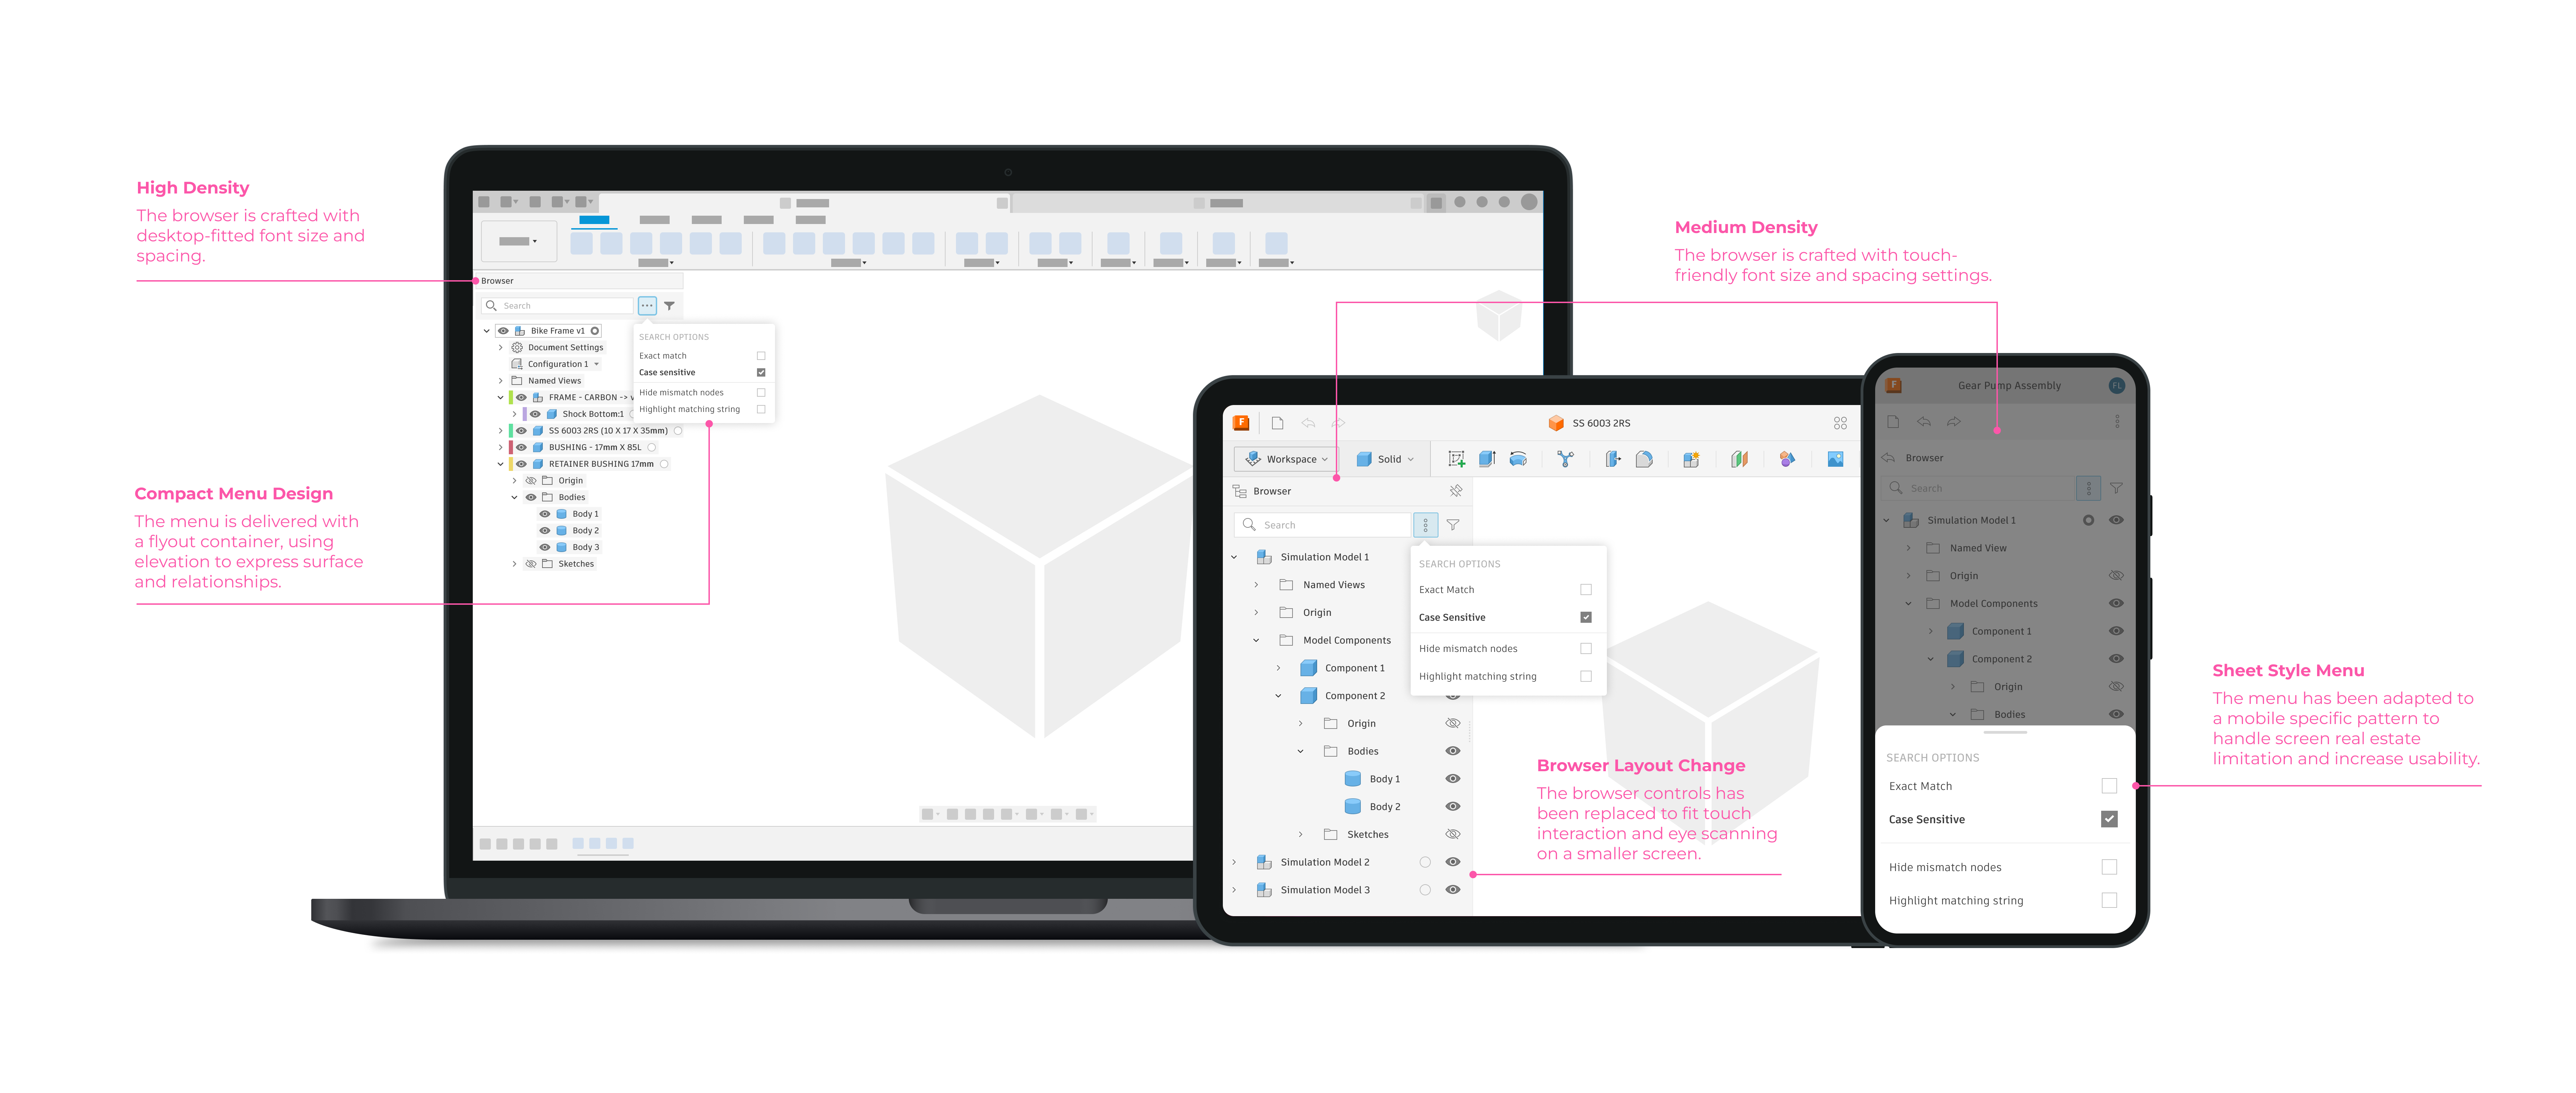 High Density
The browser is crafted with
desktop-fitted font size and
spacing.
Compact Menu Design
The menu is delivered with
a flyout container, using
elevation to express surface
and relationships.
Browser
Search
Bike Frame v1
Document Settings
Configuration 1
Named Views
FRAME - CARBON -> v
Shock Bottom:1
SS 6003 2RS (10 X 17 X 35mm)
BUSHING - 17mm X 85L
RETAINER BUSHING 17mm
Origin
Bodies
Body 1
Body 2
Body 3
Sketches
SEARCH OPTIONS
Exact match
Case sensitive
Hide mismatch nodes
Highlight matching string
Medium Density
The browser is crafted with touch-
friendly font size and spacing settings.
F
SS 6003 2RS
Workspace
Solid
Browser
Search
Simulation Model 1
Named Views
Origin
Model Components
Component 1
Component 2
Origin
Bodies
Body 1
Body 2
Sketches
Simulation Model 2
Simulation Model 3
SEARCH OPTIONS
Exact Match
Case Sensitive
Hide mismatch nodes
Highlight matching string
Browser Layout Change
The browser controls has
been replaced to fit touch
interaction and eye scanning
on a smaller screen.
F
Gear Pump Assembly
FL
Browser
Search
Simulation Model 1
Named View
Origin
Model Components
Component 1
Component 2
Origin
Bodies
SEARCH OPTIONS
Exact Match
Case Sensitive
Hide mismatch nodes
Highlight matching string
Sheet Style Menu
The menu has been adapted to
a mobile specific pattern to
handle screen real estate
limitation and increase usability.